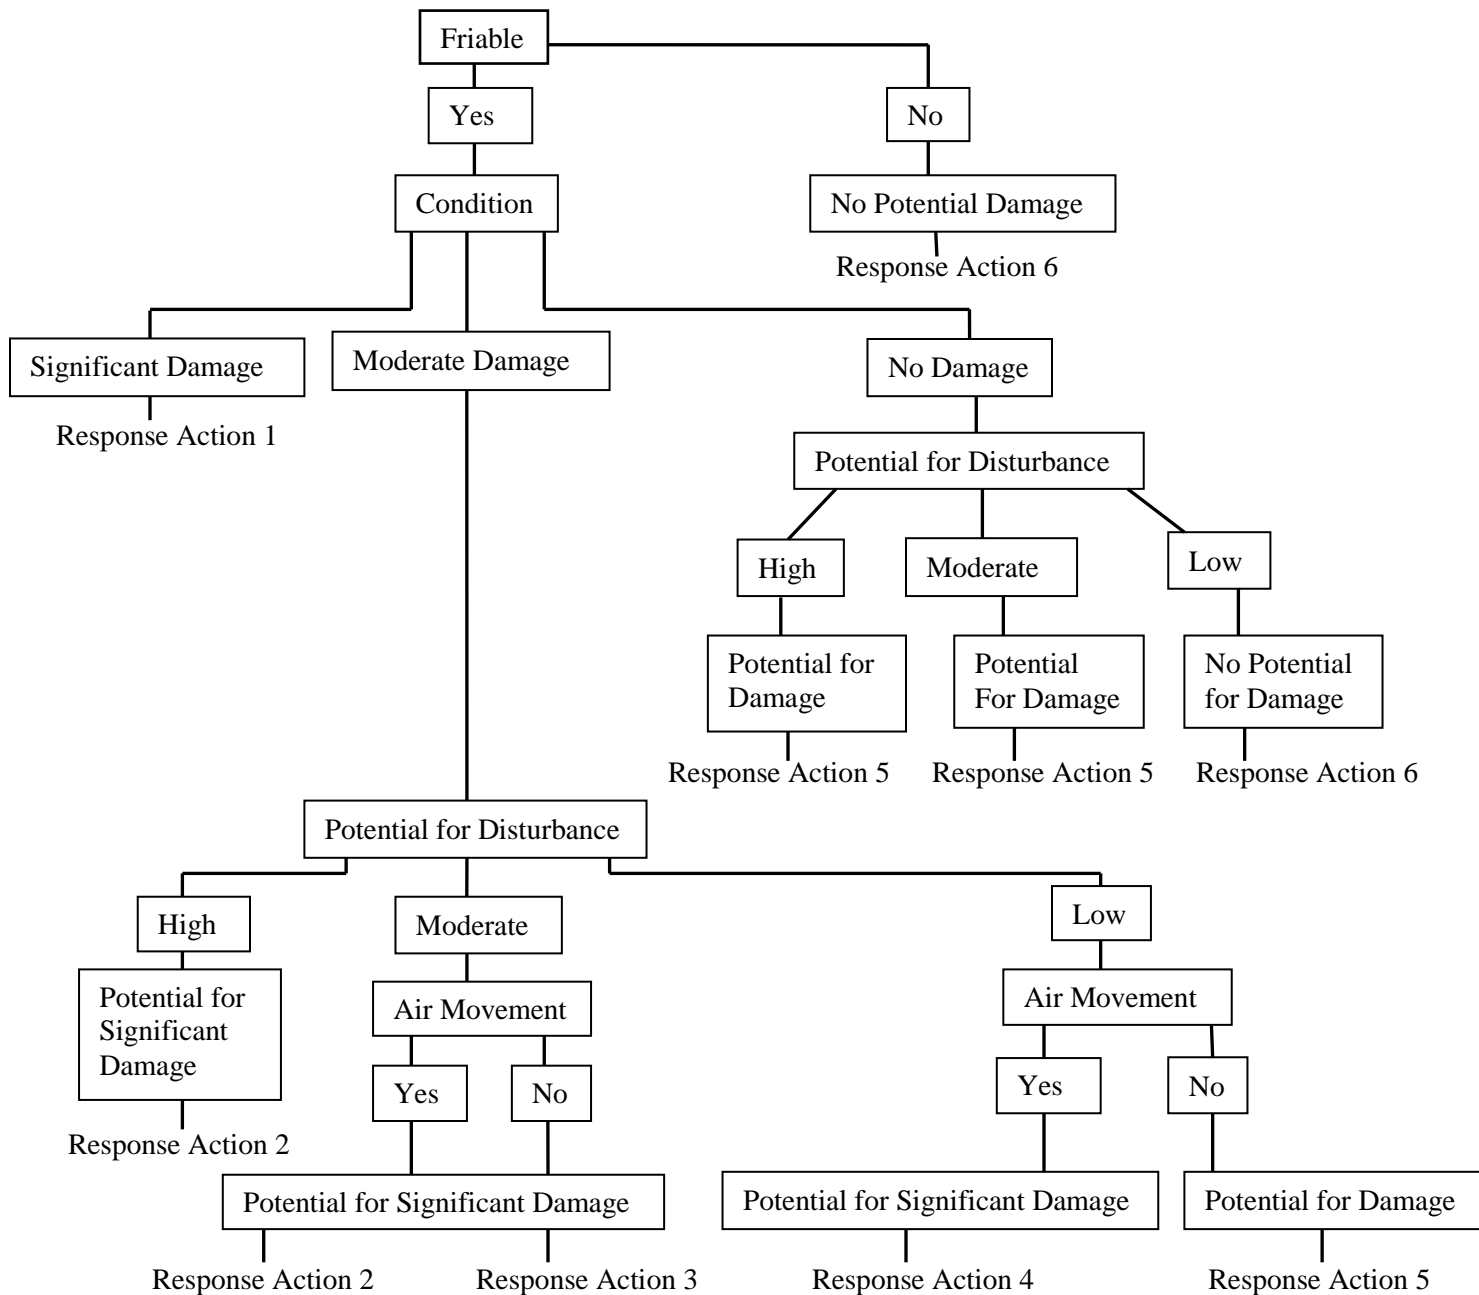 Friable
Yes
No
Condition
No Potential Damage
Response Action 6
Significant Damage
Moderate Damage
No Damage
Response Action 1
Potential for Disturbance
High
Moderate
Low
Potential for
Damage
Potential
For Damage
No Potential
for Damage
Response Action 5
Response Action 5
Response Action 6
Potential for Disturbance
High
Moderate
Low
Potential for
Significant
Damage
Air Movement
Air Movement
Yes
No
Yes
No
Response Action 2
Potential for Significant Damage
Potential for Significant Damage
Potential for Damage
Response Action 2
Response Action 3
Response Action 4
Response Action 5